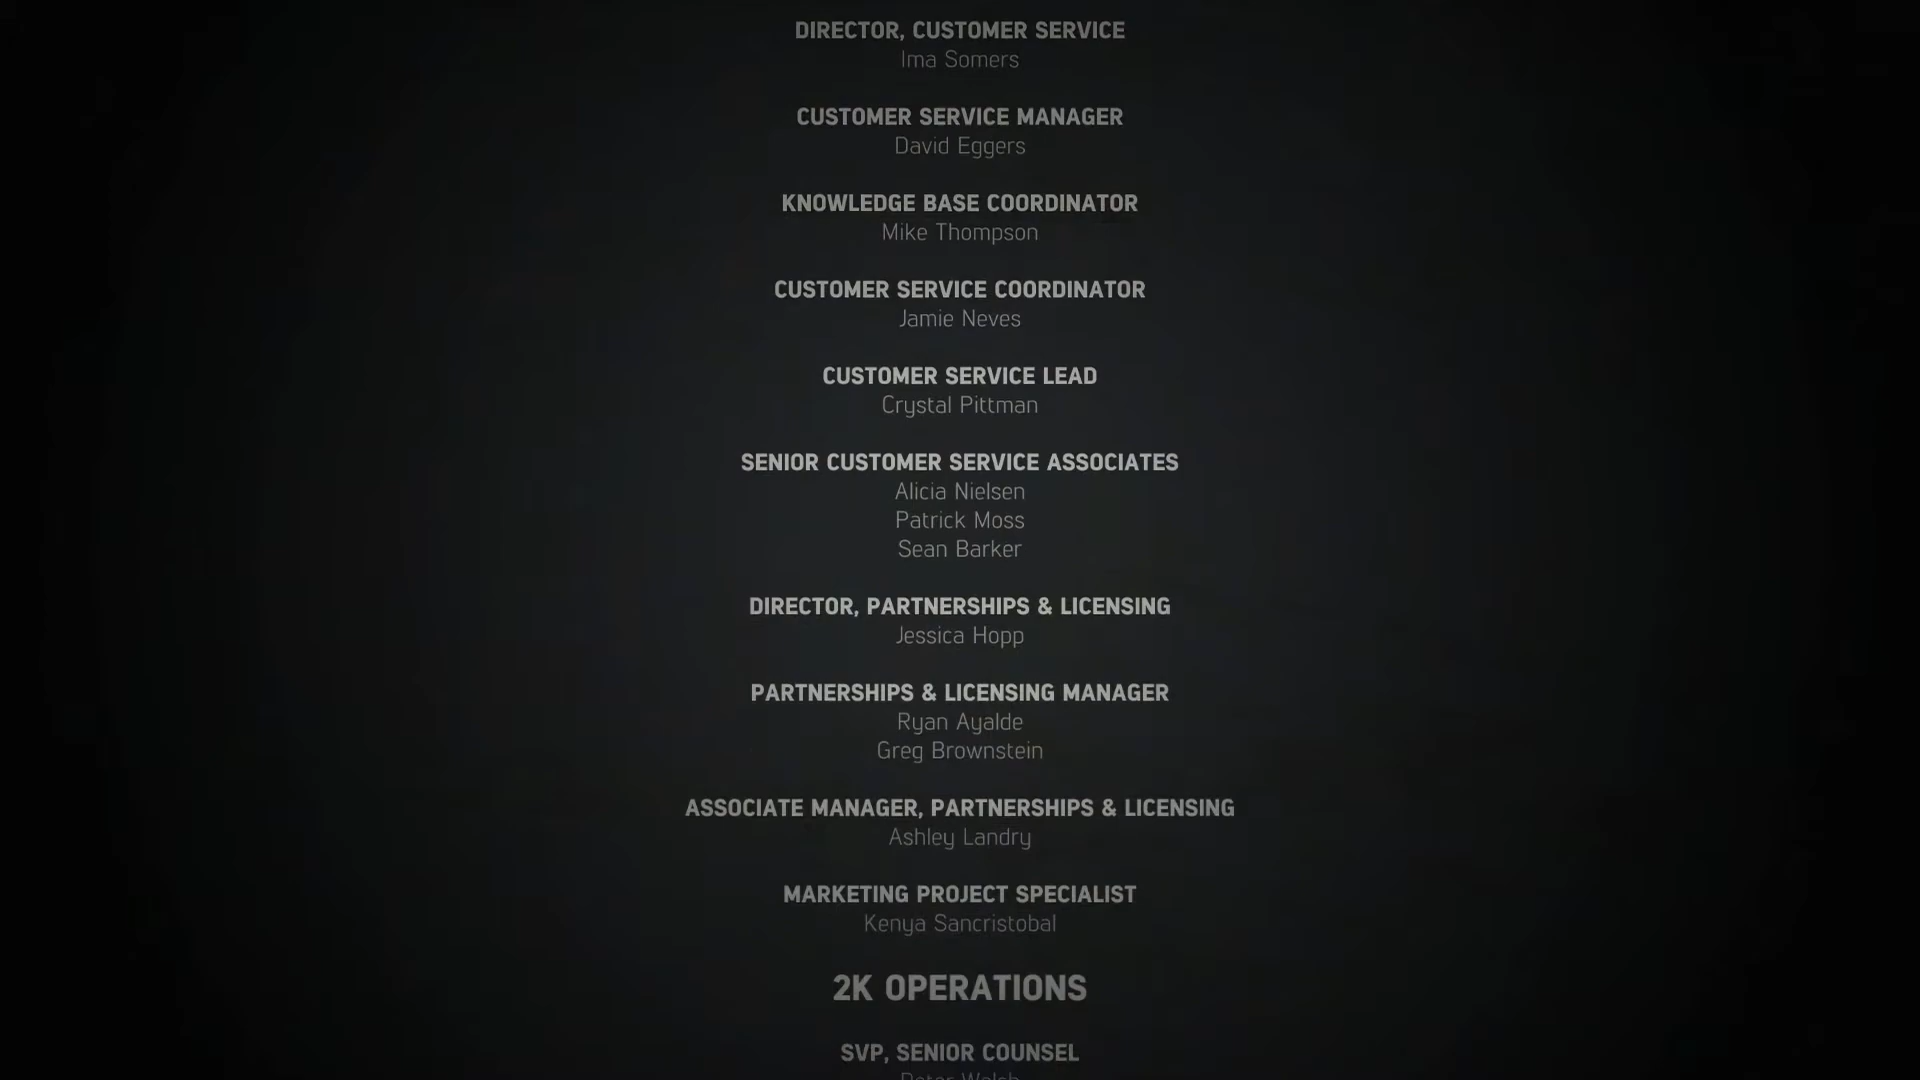 DIRECTOR, CUSTOMER SERVICE
Ima Somers
CUSTOMER SERVICE MANAGER
David Eggers
KNOWLEDGE BASE COORDINATOR
Mike Thompson
CUSTOMER SERVICE COORDINATOR
Jamie Neves
CUSTOMER SERVICE LEAD
Crystal Pittman
SENIOR CUSTOMER SERVICE ASSOCIATES
Alicia Nielsen
Patrick Moss
Sean Barker
DIRECTOR, PARTNERSHIPS & LICENSING
Jessica Hopp
PARTNERSHIPS & LICENSING MANAGER
Ryan Ayalde
Greg Brownstein
ASSOCIATE MANAGER, PARTNERSHIPS & LICENSING
Ashley Landry
MARKETING PROJECT SPECIALIST
Kenya Sancristobal
2K OPERATIONS
SVP, SENIOR COUNSEL